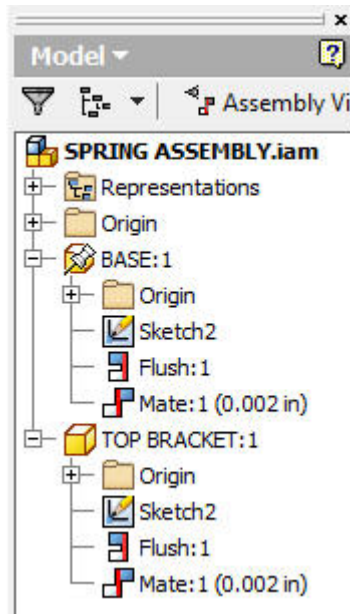 Model
Assembly Vi
SPRING ASSEMBLY.iam
Representations
Origin
BASE:1
Origin
Sketch2
Flush:1
Mate:1 (0.002 in)
TOP BRACKET:1
Origin
Sketch2
Flush:1
Mate:1 (0.002 in)